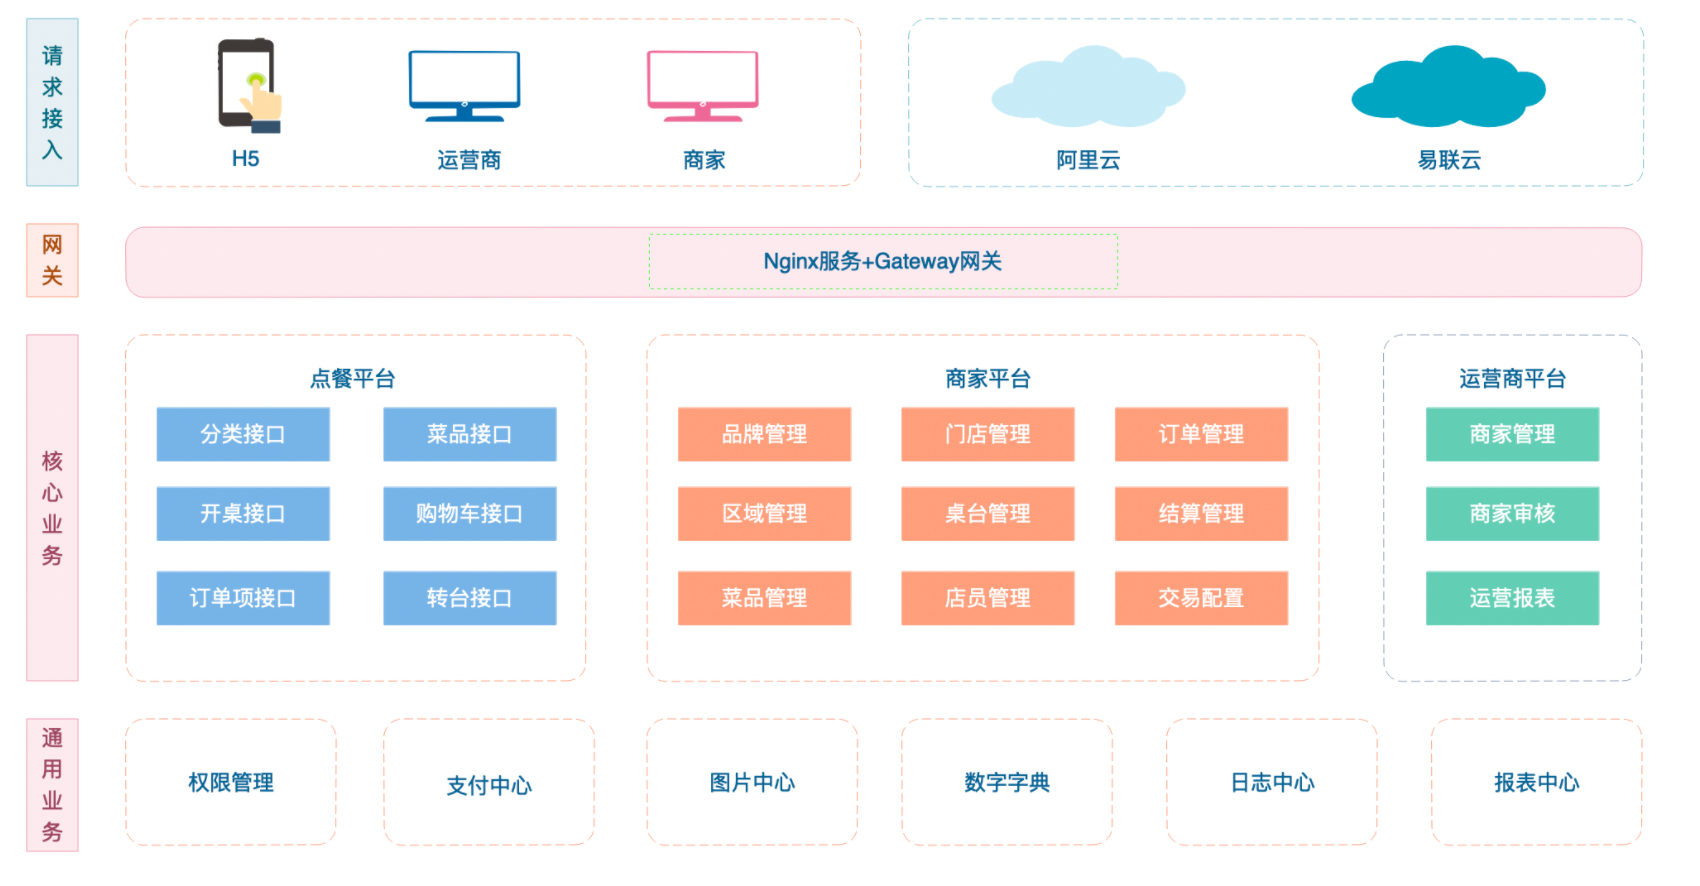 请求接入
H5
运营商
商家
阿里云
易联云
网关
Nginx服务+Gateway网关
核心业务
点餐平台
分类接口
菜品接口
开桌接口
购物车接口
订单项接口
转台接口
商家平台
品牌管理
门店管理
订单管理
区域管理
桌台管理
结算管理
菜品管理
店员管理
交易配置
运营商平台
商家管理
商家审核
运营报表
通用业务
权限管理
支付中心
图片中心
数字字典
日志中心
报表中心